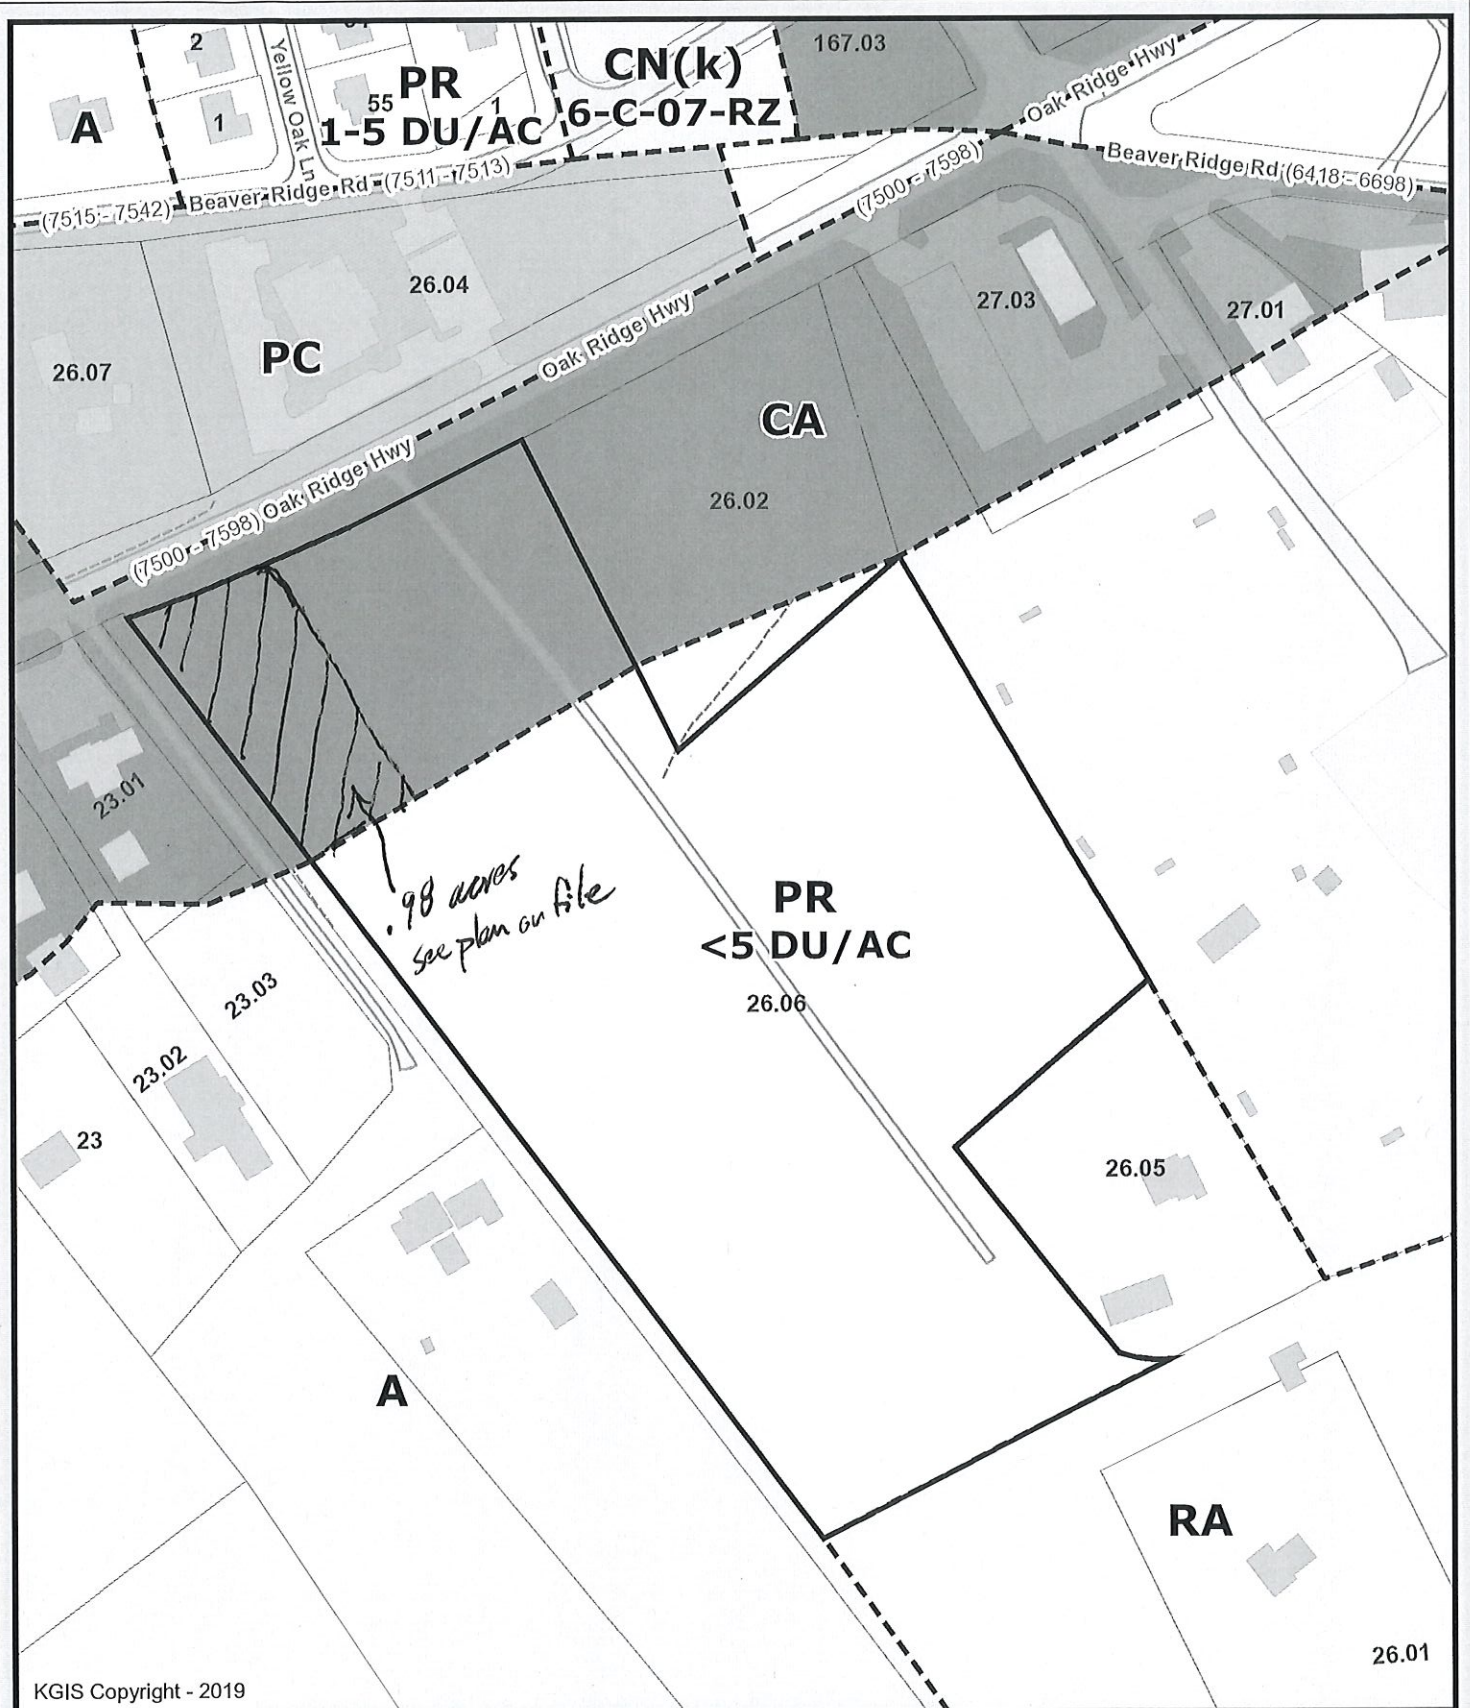 2
Yellow Oak Ln
55
PR
1
1-5 DU/AC
CN(k)
6-C-07-RZ
167.03
Oak Ridge Hwy
A
1
(7515 - 7542)
Beaver Ridge Rd (7511 - 7513)
(7500 - 7598)
Beaver Ridge Rd (6418 - 6698)
26.04
27.03
27.01
26.07
PC
Oak Ridge Hwy
CA
26.02
(7500 - 7598) Oak Ridge Hwy
23.01
.98 acres
see plan on file
PR
<5 DU/AC
26.06
23.03
23.02
23
26.05
A
RA
26.01
KGIS Copyright - 2019